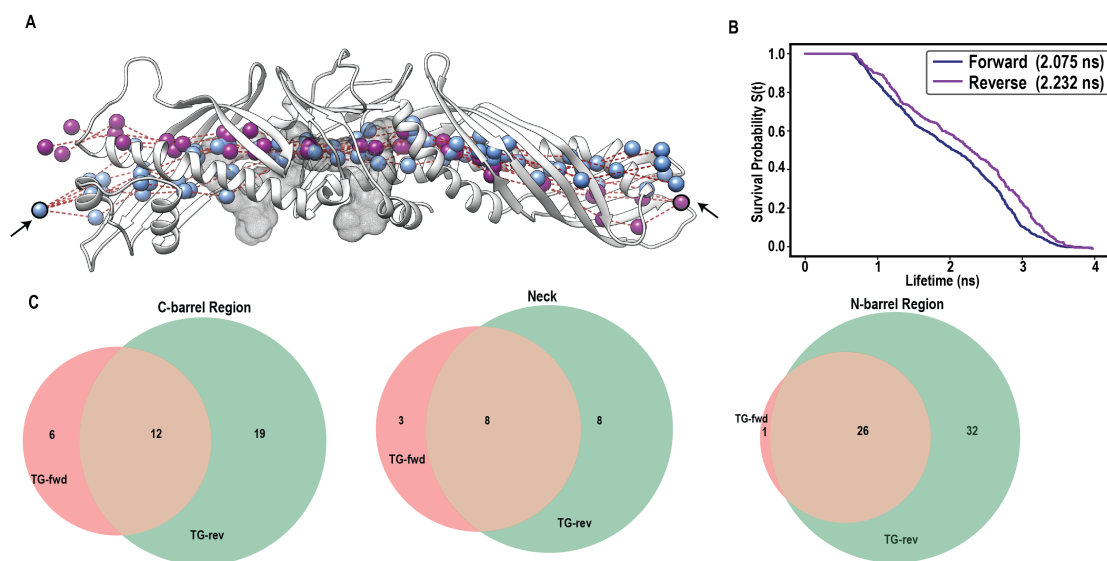 A
B
Survival Probability S(t)
1.0
0.8
0.6
0.4
0.2
0.0
Forward (2.075 ns)
Reverse (2.232 ns)
0
1
2
3
4
Lifetime (ns)
C
C-barrel Region
6
12
19
TG-fwd
TG-rev
Neck
3
8
8
TG-fwd
TG-rev
N-barrel Region
TG-fwd
1
26
32
TG-rev